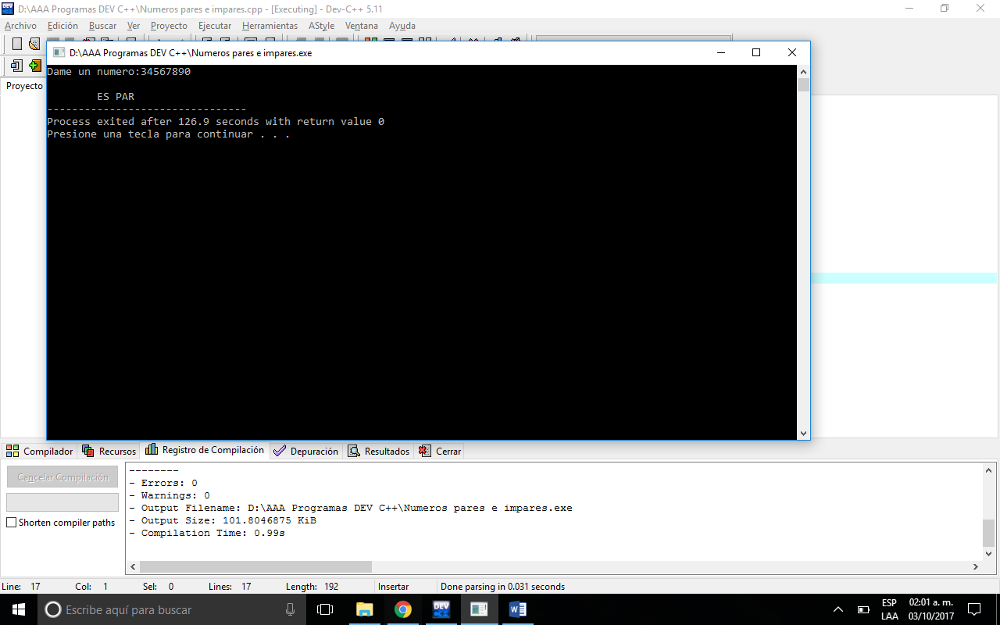 D:\AAA Programas DEV C++\Numeros pares e impares.cpp - [Executing] - Dev-C++ 5.11
Archivo Edición Buscar Ver Proyecto Ejecutar Herramientas AStyle Ventana Ayuda
D:\AAA Programas DEV C++\Numeros pares e impares.exe
Proyecto
Dame un numero:34567890
ES PAR
--------------------------------
Process exited after 126.9 seconds with return value 0
Presione una tecla para continuar . . .
Compilador Recursos Registro de Compilación Depuración Resultados Cerrar
Cancelar Compilación
Shorten compiler paths
--------
- Errors: 0
- Warnings: 0
- Output Filename: D:\AAA Programas DEV C++\Numeros pares e impares.exe
- Output Size: 101.8046875 KiB
- Compilation Time: 0.99s
Line: 17 Col: 1 Sel: 0 Lines: 17 Length: 192 Insertar Done parsing in 0.031 seconds
Escribe aquí para buscar
DEV
ESP
LAA
02:01 a. m.
03/10/2017